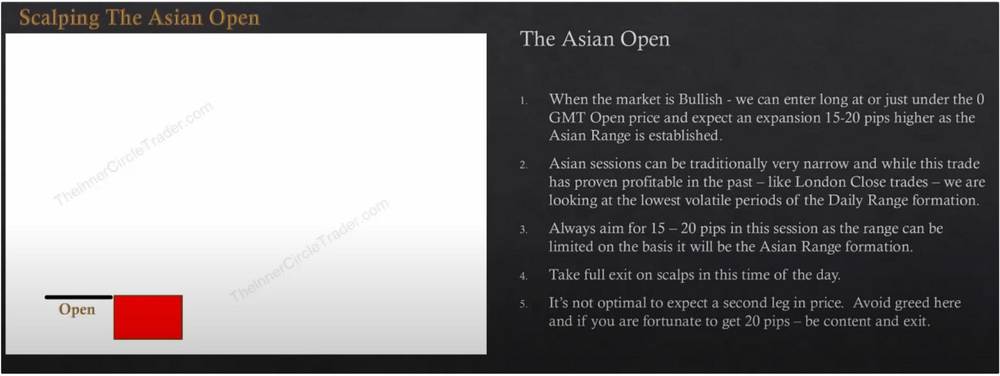 Scalping The Asian Open
TheInnerCircleTrader.com
TheInnerCircleTrader.com
Open
The Asian Open
1. When the market is Bullish - we can enter long at or just under the 0
GMT Open price and expect an expansion 15-20 pips higher as the
Asian Range is established.
2. Asian sessions can be traditionally very narrow and while this trade
has proven profitable in the past – like London Close trades – we are
looking at the lowest volatile periods of the Daily Range formation.
3. Always aim for 15 – 20 pips in this session as the range can be
limited on the basis it will be the Asian Range formation.
4. Take full exit on scalps in this time of the day.
5. It’s not optimal to expect a second leg in price.  Avoid greed here
and if you are fortunate to get 20 pips – be content and exit.